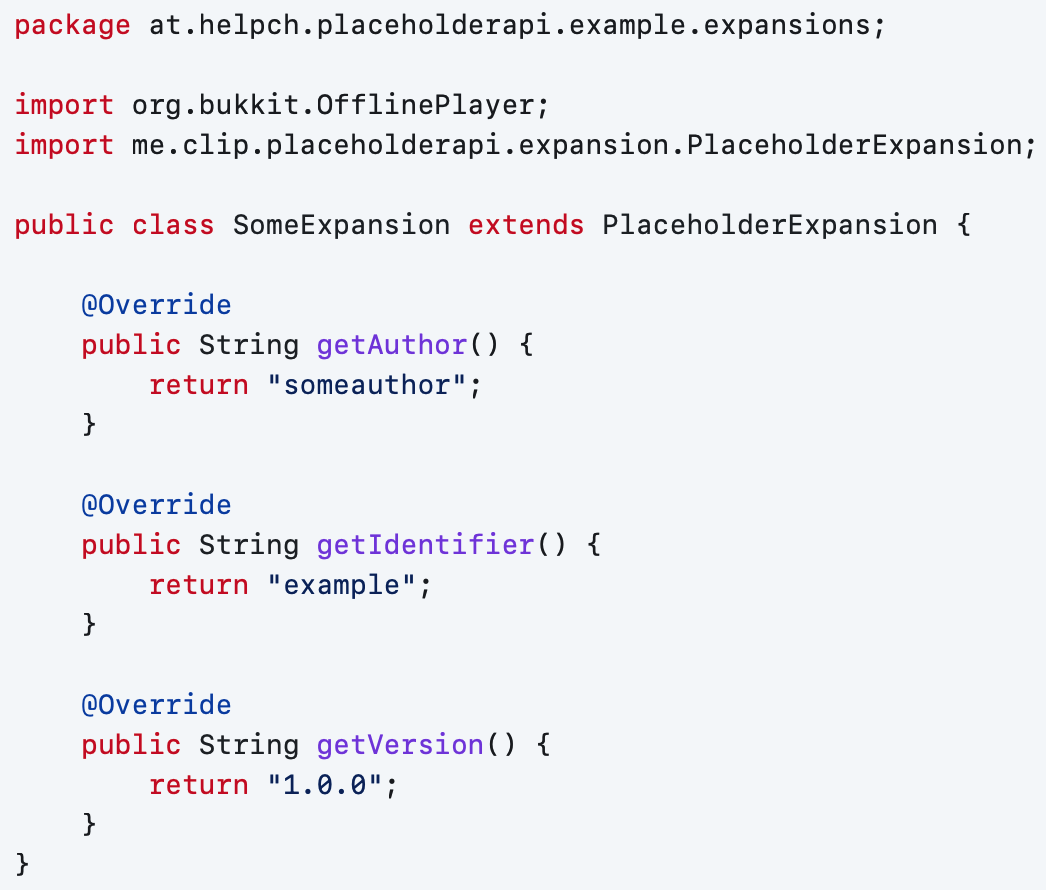 package at.helpch.placeholderapi.example.expansions;

import org.bukkit.OfflinePlayer;
import me.clip.placeholderapi.expansion.PlaceholderExpansion;

public class SomeExpansion extends PlaceholderExpansion {

    @Override
    public String getAuthor() {
        return "someauthor";
    }

    @Override
    public String getIdentifier() {
        return "example";
    }

    @Override
    public String getVersion() {
        return "1.0.0";
    }
}